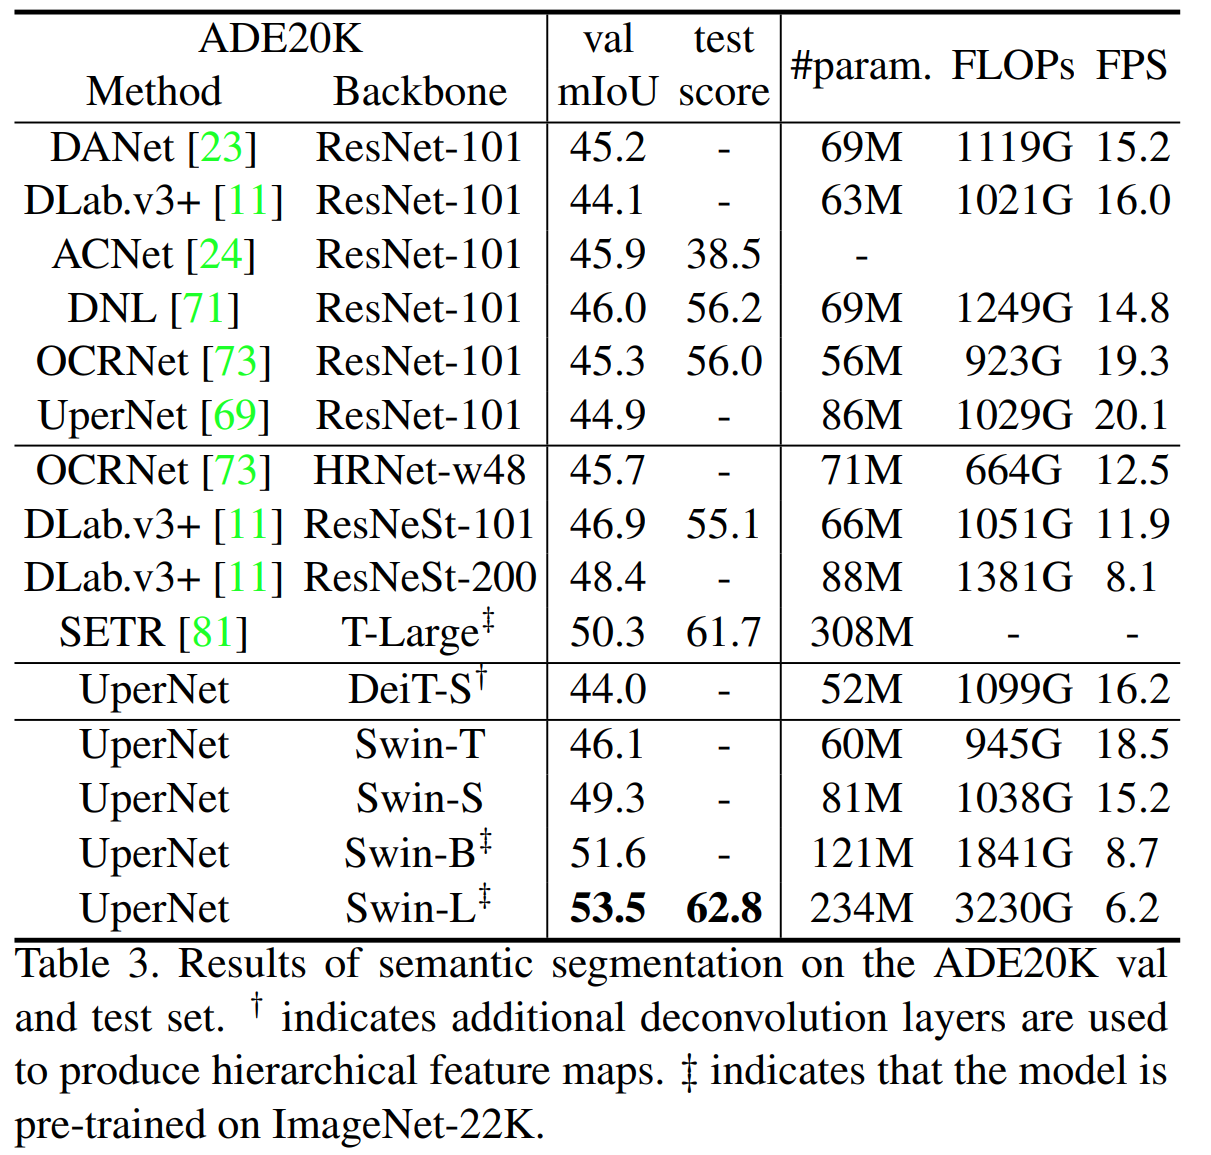 ADE20K val test #param. FLOPs FPS
Method Backbone mIoU score
DANet [23] ResNet-101 45.2 - 69M 1119G 15.2
DLab.v3+ [11] ResNet-101 44.1 - 63M 1021G 16.0
ACNet [24] ResNet-101 45.9 38.5 -
DNL [71] ResNet-101 46.0 56.2 69M 1249G 14.8
OCRNet [73] ResNet-101 45.3 56.0 56M 923G 19.3
UperNet [69] ResNet-101 44.9 - 86M 1029G 20.1
OCRNet [73] HRNet-w48 45.7 - 71M 664G 12.5
DLab.v3+ [11] ResNeSt-101 46.9 55.1 66M 1051G 11.9
DLab.v3+ [11] ResNeSt-200 48.4 - 88M 1381G 8.1
SETR [81] T-Large‡ 50.3 61.7 308M - -
UperNet DeiT-S† 44.0 - 52M 1099G 16.2
UperNet Swin-T 46.1 - 60M 945G 18.5
UperNet Swin-S 49.3 - 81M 1038G 15.2
UperNet Swin-B‡ 51.6 - 121M 1841G 8.7
UperNet Swin-L‡ 53.5 62.8 234M 3230G 6.2
Table 3. Results of semantic segmentation on the ADE20K val
and test set. † indicates additional deconvolution layers are used
to produce hierarchical feature maps. ‡ indicates that the model is
pre-trained on ImageNet-22K.